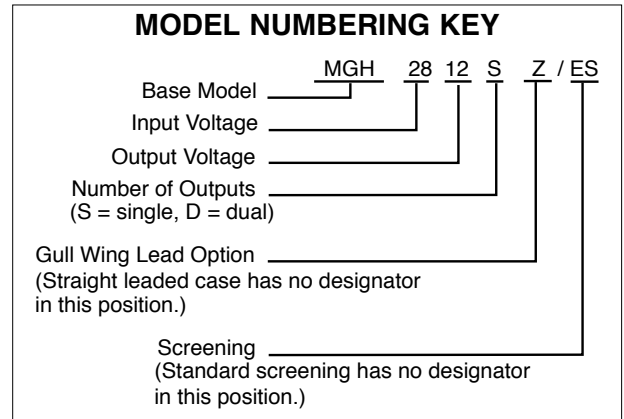 MODEL NUMBERING KEY
MGH 28 12 S Z / ES
Base Model
Input Voltage
Output Voltage
Number of Outputs
(S = single, D = dual)
Gull Wing Lead Option
(Straight leaded case has no designator
in this position.)
Screening
(Standard screening has no designator
in this position.)